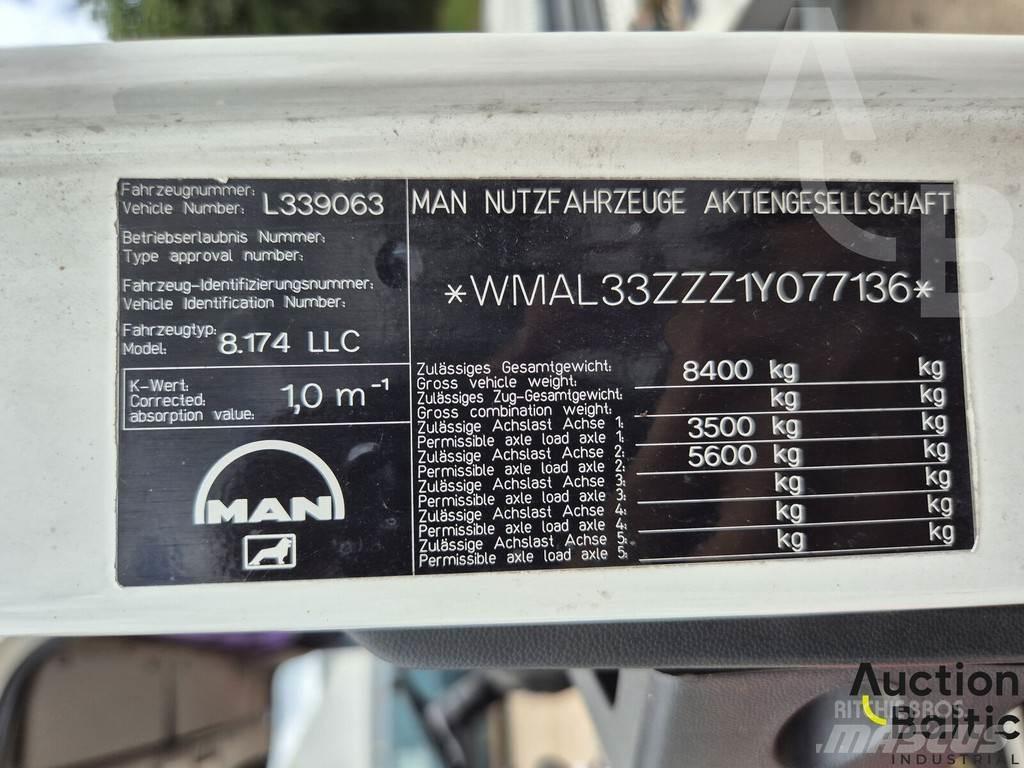 Fahrzeugnummer:
Vehicle Number: L339063
Betriebserlaubnis Nummer:
Type approval number:
Fahrzeug-Identifizierungsnummer:
Vehicle Identification Number:
Fahrzeugtyp:
Model: 8.174 LLC
K-Wert:
Corrected:
absorption value: 1,0 m⁻¹
MAN
MAN NUTZFAHRZEUGE AKTIENGESELLSCHAFT
*WMAL33ZZZ1Y077136*
Zulässiges Gesamtgewicht: 8400 kg kg
Gross vehicle weight:
Zulässiges Zug-Gesamtgewicht: kg kg
Gross combination weight:
Zulässige Achslast Achse 1: 3500 kg kg
Permissible axle load axle 1:
Zulässige Achslast Achse 2: 5600 kg kg
Permissible axle load axle 2:
Zulässige Achslast Achse 3: kg kg
Permissible axle load axle 3:
Zulässige Achslast Achse 4: kg kg
Permissible axle load axle 4:
Zulässige Achslast Achse 5: kg kg
Permissible axle load axle 5:
A
B
Auction
Baltic
INDUSTRIAL
RITCHIE BROS.
MASCUS